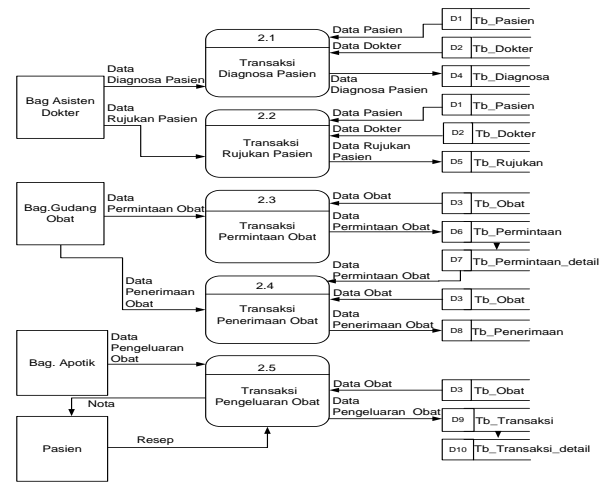 2.1
Transaksi
Diagnosa Pasien
Data
Diagnosa Pasien
Data Pasien
D1 Tb_Pasien
Data Dokter
D2 Tb_Dokter
Data
Diagnosa Pasien
D4 Tb_Diagnosa
Bag Asisten
Dokter
Data
Rujukan Pasien
2.2
Transaksi
Rujukan Pasien
Data Pasien
D1 Tb_Pasien
Data Dokter
D2 Tb_Dokter
Data Rujukan
Pasien
D5 Tb_Rujukan
Bag.Gudang
Obat
Data
Permintaan Obat
2.3
Transaksi
Permintaan Obat
Data Obat
D3 Tb_Obat
Data
Permintaan Obat
D6 Tb_Permintaan
D7 Tb_Permintaan_detail
Data
Penerimaan
Obat
2.4
Transaksi
Penerimaan Obat
Data
Permintaan Obat
Data Obat
D3 Tb_Obat
Data
Penerimaan Obat
D8 Tb_Penerimaan
Bag. Apotik
Data
Pengeluaran
Obat
2.5
Transaksi
Pengeluaran Obat
Data Obat
D3 Tb_Obat
Data
Pengeluaran Obat
D9 Tb_Transaksi
D10 Tb_Transaksi_detail
Nota
Pasien
Resep